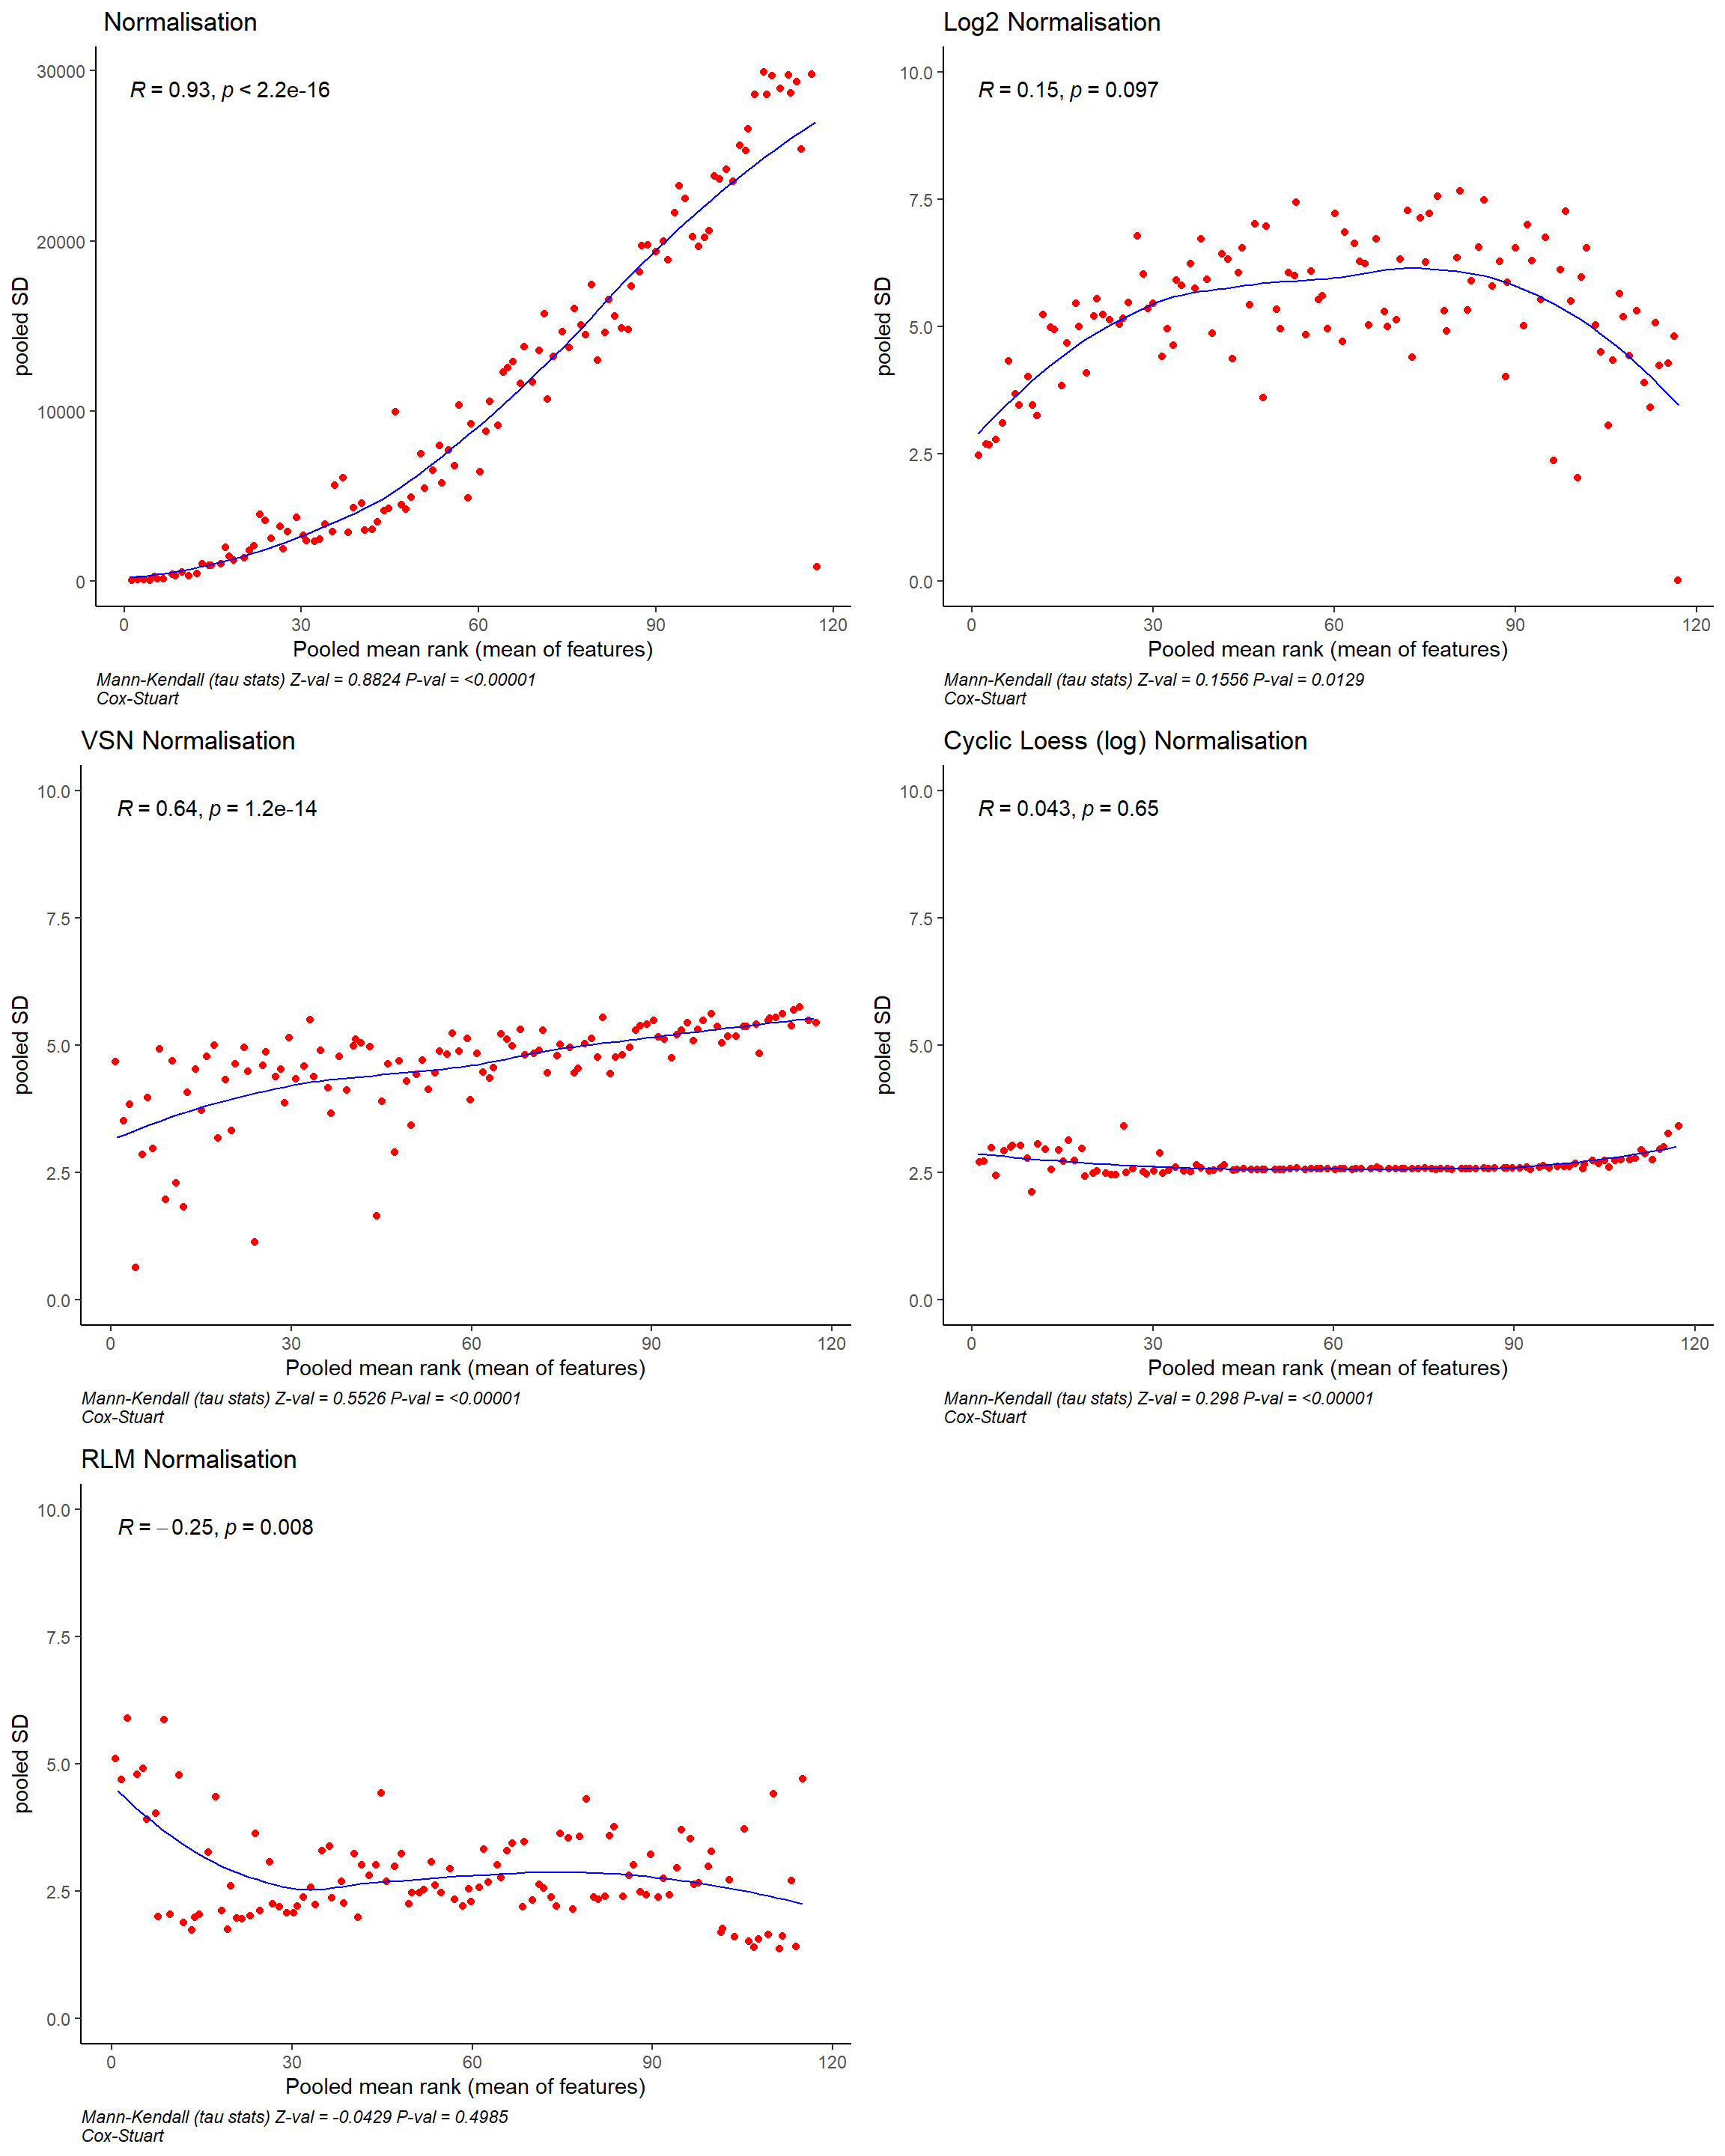 Normalisation
R = 0.93, p < 2.2e-16
30000
20000
10000
0
pooled SD
0 30 60 90 120
Pooled mean rank (mean of features)
Mann-Kendall (tau stats) Z-val = 0.8824 P-val = <0.00001
Cox-Stuart
Log2 Normalisation
R = 0.15, p = 0.097
10.0
7.5
5.0
2.5
0.0
pooled SD
0 30 60 90 120
Pooled mean rank (mean of features)
Mann-Kendall (tau stats) Z-val = 0.1556 P-val = 0.0129
Cox-Stuart
VSN Normalisation
R = 0.64, p = 1.2e-14
10.0
7.5
5.0
2.5
0.0
pooled SD
0 30 60 90 120
Pooled mean rank (mean of features)
Mann-Kendall (tau stats) Z-val = 0.5526 P-val = <0.00001
Cox-Stuart
Cyclic Loess (log) Normalisation
R = 0.043, p = 0.65
10.0
7.5
5.0
2.5
0.0
pooled SD
0 30 60 90 120
Pooled mean rank (mean of features)
Mann-Kendall (tau stats) Z-val = 0.298 P-val = <0.00001
Cox-Stuart
RLM Normalisation
R = −0.25, p = 0.008
10.0
7.5
5.0
2.5
0.0
pooled SD
0 30 60 90 120
Pooled mean rank (mean of features)
Mann-Kendall (tau stats) Z-val = -0.0429 P-val = 0.4985
Cox-Stuart